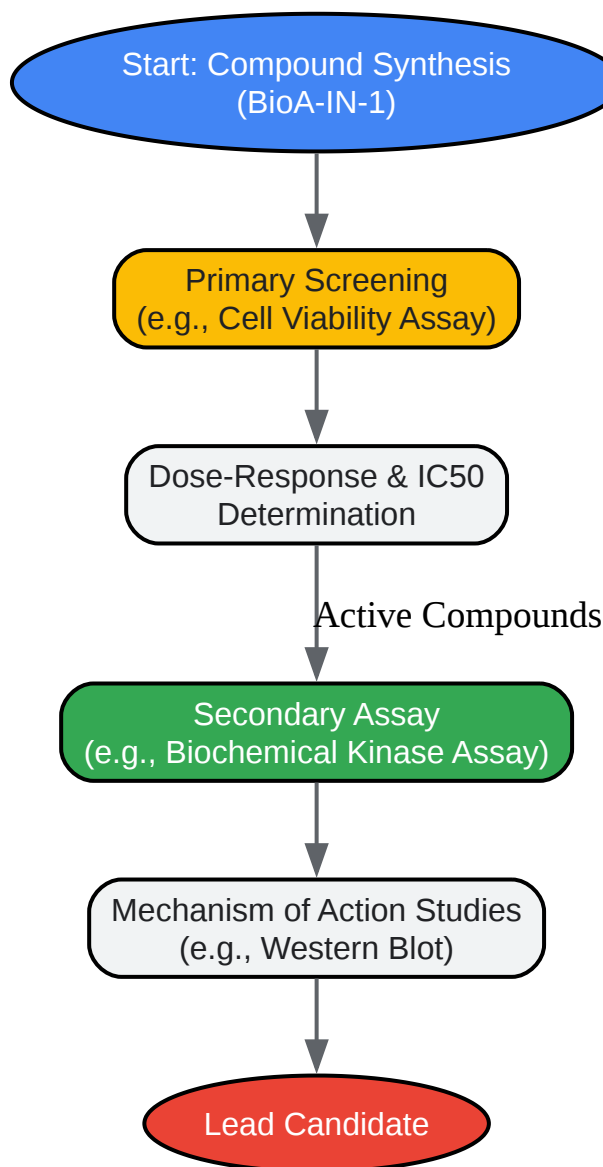 Start: Compound Synthesis
(BioA-IN-1)
Primary Screening
(e.g., Cell Viability Assay)
Dose-Response & IC50
Determination
Active Compounds
Secondary Assay
(e.g., Biochemical Kinase Assay)
Mechanism of Action Studies
(e.g., Western Blot)
Lead Candidate